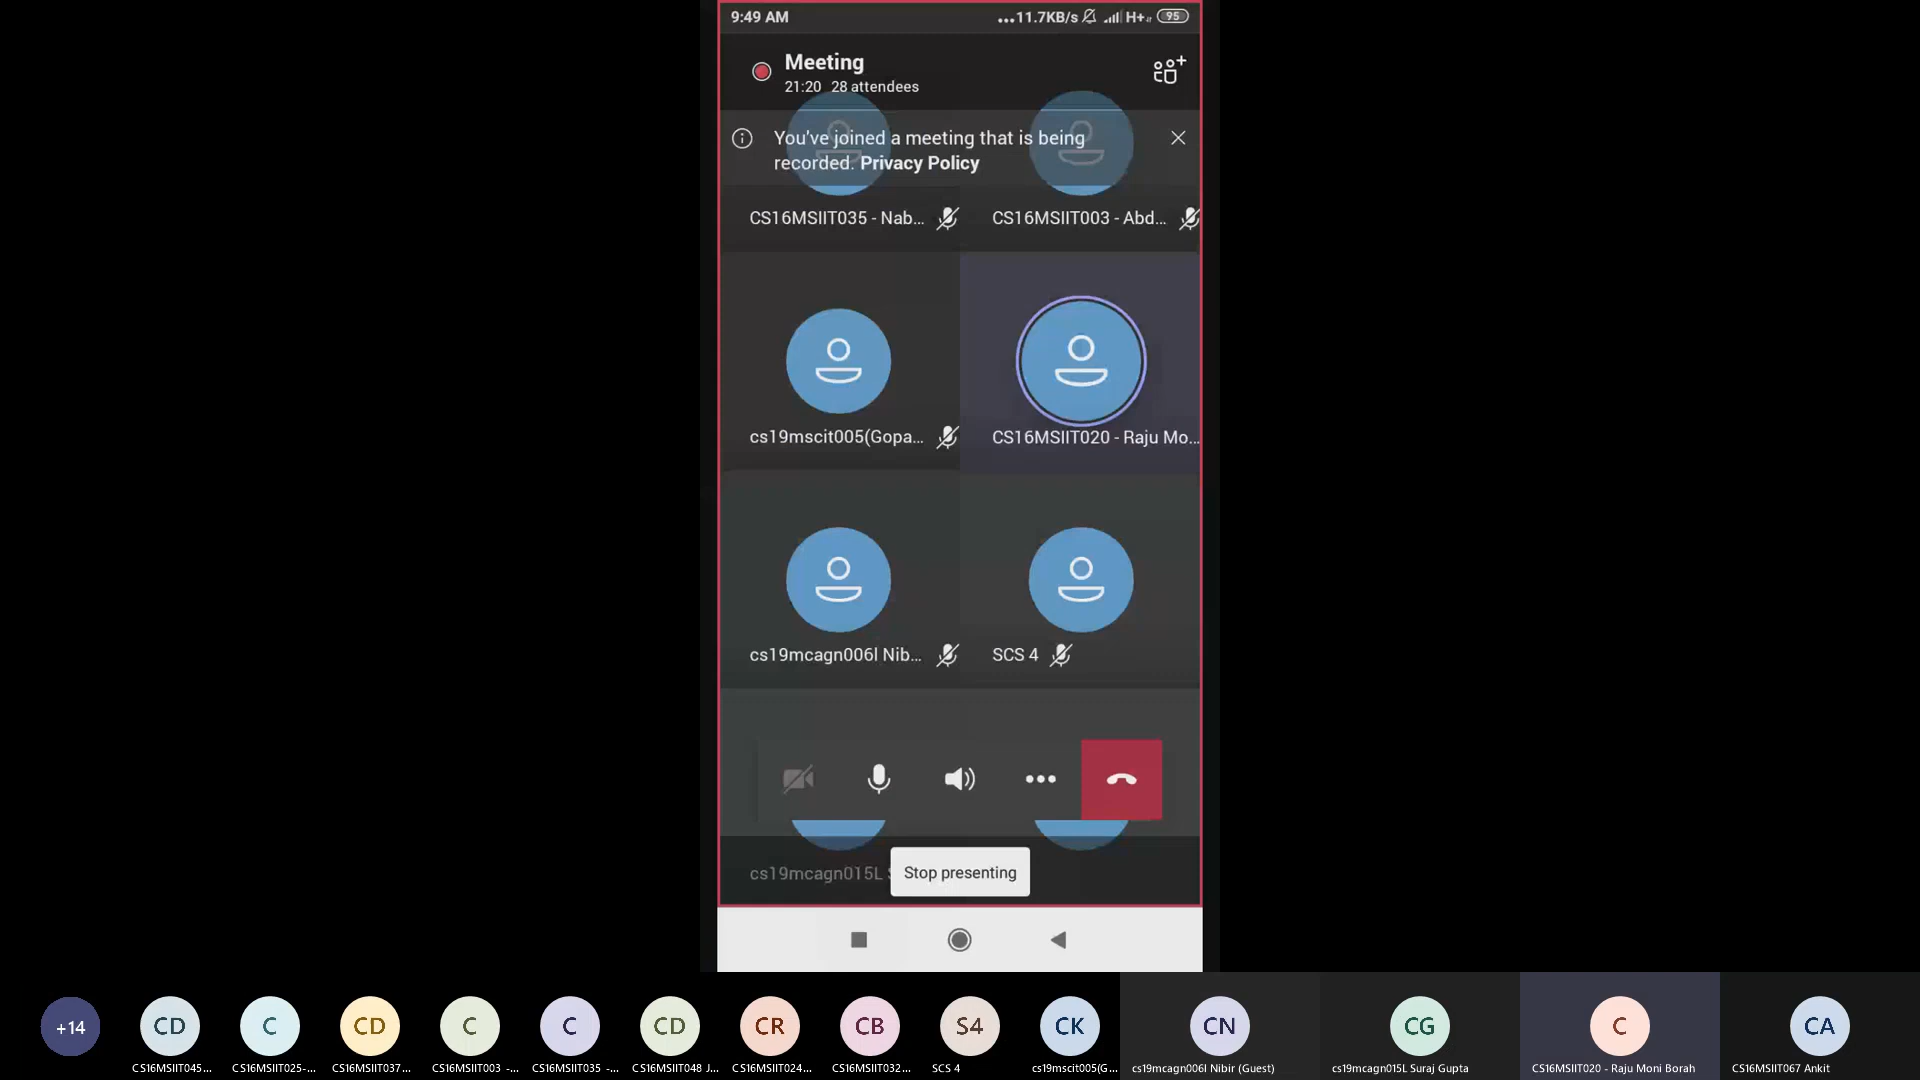 9:49 AM
...11.7KB/s H+ 95
Meeting
21:20 28 attendees
You've joined a meeting that is being
recorded. Privacy Policy
CS16MSIIT035 - Nab...
CS16MSIIT003 - Abd...
cs19mscit005(Gopa...
CS16MSIIT020 - Raju Mo...
cs19mcagn006l Nib...
SCS 4
cs19mcagn015L
Stop presenting
+14
CD
C
CD
C
C
CD
CR
CB
S4
CK
CN
CG
C
CA
CS16MSIIT045...
CS16MSIIT025-...
CS16MSIIT037...
CS16MSIIT003 -...
CS16MSIIT035 -...
CS16MSIIT048 J...
CS16MSIIT024...
CS16MSIIT032...
SCS 4
cs19mscit005(G...
cs19mcagn006l Nibir (Guest)
cs19mcagn015L Suraj Gupta
CS16MSIIT020 - Raju Moni Borah
CS16MSIIT067 Ankit